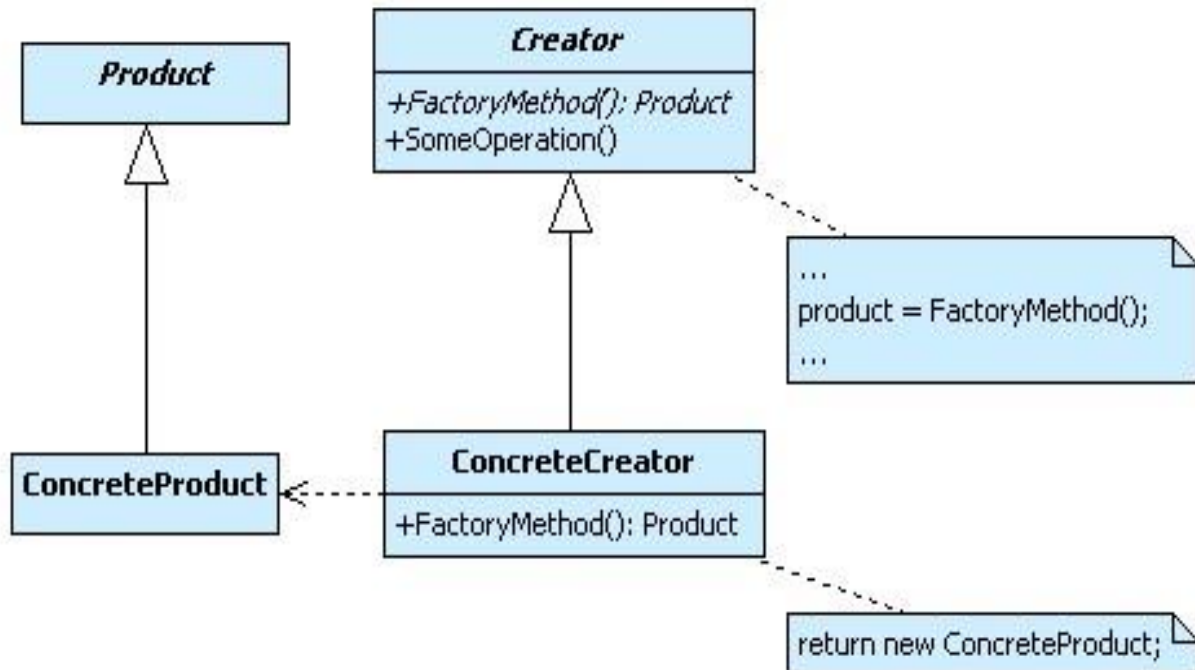 Product
Creator
+FactoryMethod(): Product
+SomeOperation()
...
product = FactoryMethod();
...
ConcreteProduct
ConcreteCreator
+FactoryMethod(): Product
return new ConcreteProduct;